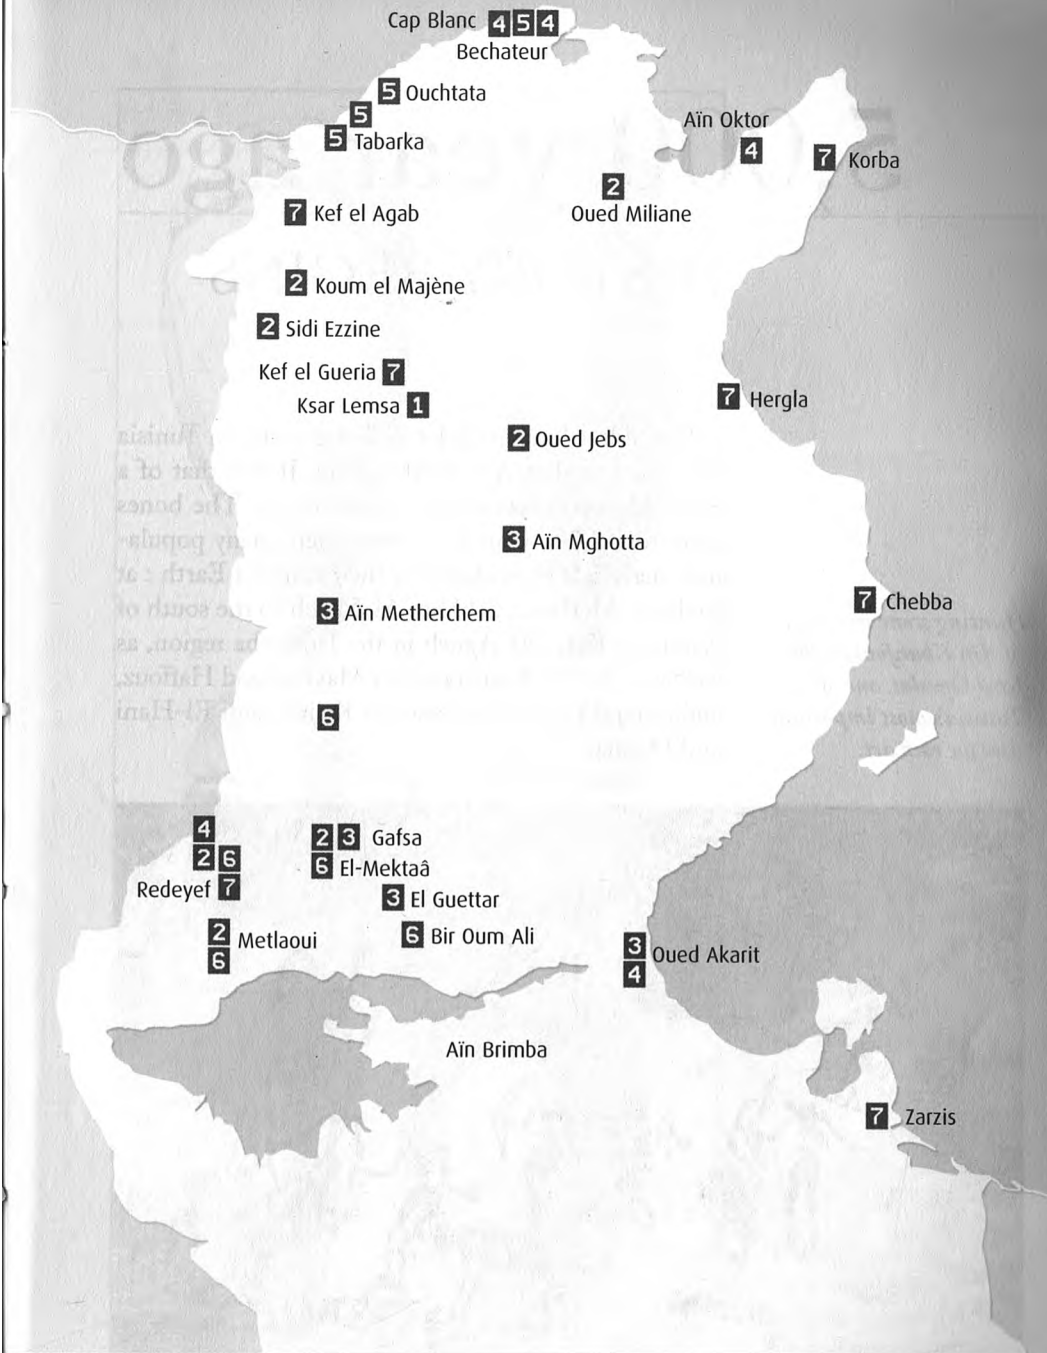 Cap Blanc 4 5 4
Bechateur
5 Ouchtata
5
5 Tabarka
Aïn Oktor
4
7 Korba
2
Oued Miliane
7 Kef el Agab
2 Koum el Majène
2 Sidi Ezzine
Kef el Gueria 7
Ksar Lemsa 1
7 Hergla
2 Oued Jebs
3 Aïn Mghotta
7 Chebba
3 Aïn Metherchem
6
4
2 6
Redeyef 7
2 3 Gafsa
6 El-Mektaâ
3 El Guettar
2 Metlaoui
6
6 Bir Oum Ali
3 Oued Akarit
4
Aïn Brimba
7 Zarzis